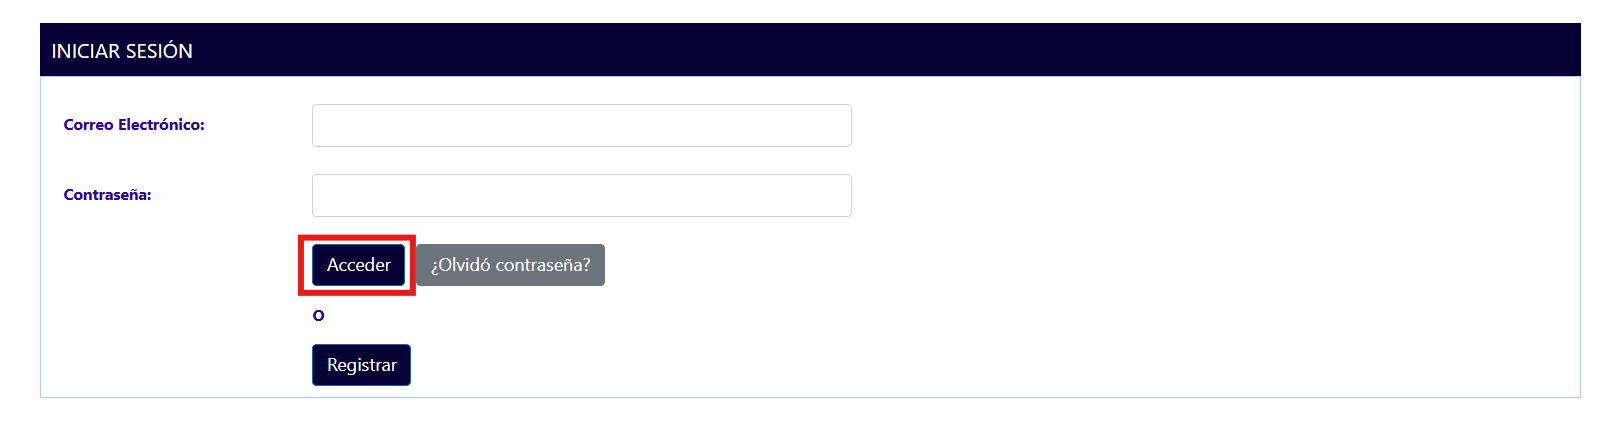 INICIAR SESIÓN
Correo Electrónico:
Contraseña:
Acceder ¿Olvidó contraseña?
O
Registrar